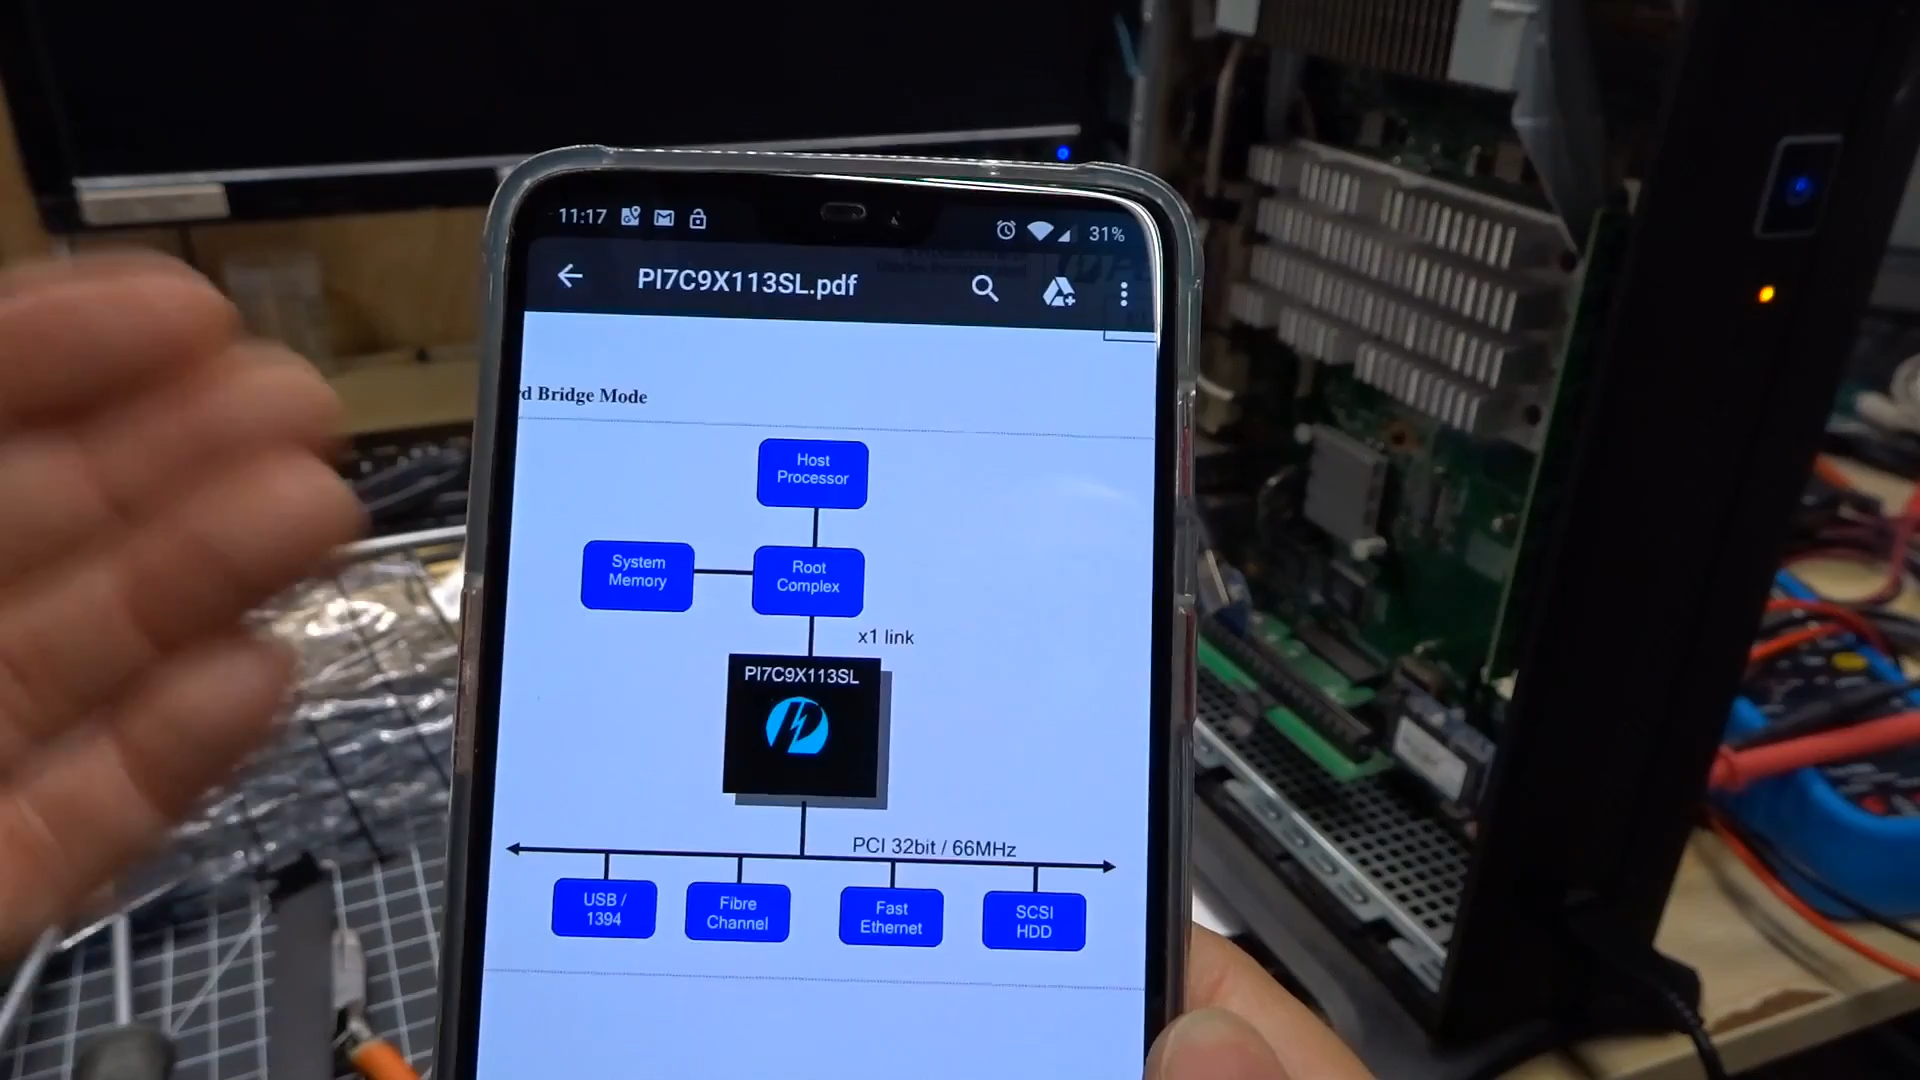 11:17
31%
PI7C9X113SL.pdf
rd Bridge Mode
Host
Processor
System
Memory
Root
Complex
x1 link
PI7C9X113SL
PCI 32bit / 66MHz
USB /
1394
Fibre
Channel
Fast
Ethernet
SCSI
HDD